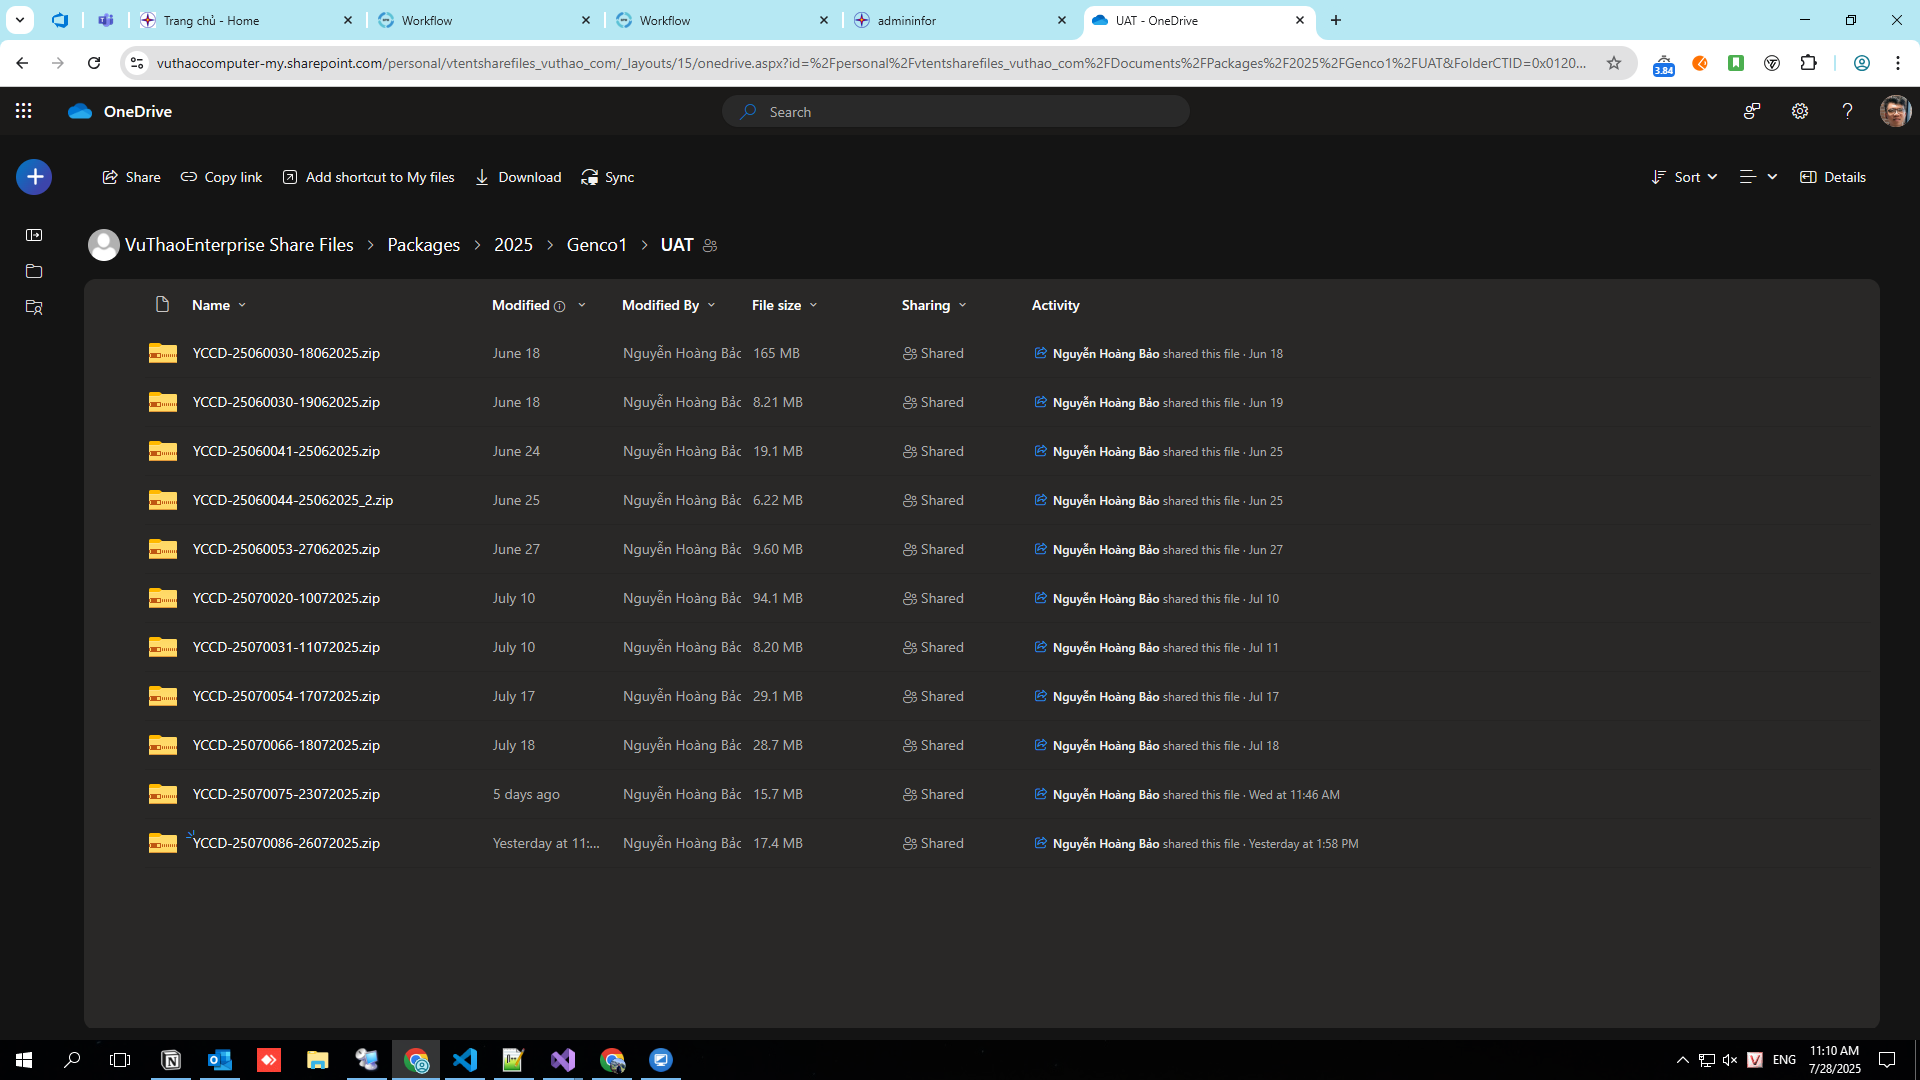 Trang chủ - Home
Workflow
Workflow
admininfor
UAT - OneDrive
vuthaocomputer-my.sharepoint.com/personal/vtentsharefiles_vuthao_com/_layouts/15/onedrive.aspx?id=%2Fpersonal%2Fvtentsharefiles_vuthao_com%2FDocuments%2FPackages%2F2025%2FGenco1%2FUAT&FolderCTID=0x0120...
3.84
OneDrive
Search
Share
Copy link
Add shortcut to My files
Download
Sync
Sort
Details
VuThaoEnterprise Share Files > Packages > 2025 > Genco1 > UAT
Name Modified Modified By File size Sharing Activity
YCCD-25060030-18062025.zip June 18 Nguyễn Hoàng Bảo 165 MB Shared Nguyễn Hoàng Bảo shared this file · Jun 18
YCCD-25060030-19062025.zip June 18 Nguyễn Hoàng Bảo 8.21 MB Shared Nguyễn Hoàng Bảo shared this file · Jun 19
YCCD-25060041-25062025.zip June 24 Nguyễn Hoàng Bảo 19.1 MB Shared Nguyễn Hoàng Bảo shared this file · Jun 25
YCCD-25060044-25062025_2.zip June 25 Nguyễn Hoàng Bảo 6.22 MB Shared Nguyễn Hoàng Bảo shared this file · Jun 25
YCCD-25060053-27062025.zip June 27 Nguyễn Hoàng Bảo 9.60 MB Shared Nguyễn Hoàng Bảo shared this file · Jun 27
YCCD-25070020-10072025.zip July 10 Nguyễn Hoàng Bảo 94.1 MB Shared Nguyễn Hoàng Bảo shared this file · Jul 10
YCCD-25070031-11072025.zip July 10 Nguyễn Hoàng Bảo 8.20 MB Shared Nguyễn Hoàng Bảo shared this file · Jul 11
YCCD-25070054-17072025.zip July 17 Nguyễn Hoàng Bảo 29.1 MB Shared Nguyễn Hoàng Bảo shared this file · Jul 17
YCCD-25070066-18072025.zip July 18 Nguyễn Hoàng Bảo 28.7 MB Shared Nguyễn Hoàng Bảo shared this file · Jul 18
YCCD-25070075-23072025.zip 5 days ago Nguyễn Hoàng Bảo 15.7 MB Shared Nguyễn Hoàng Bảo shared this file · Wed at 11:46 AM
YCCD-25070086-26072025.zip Yesterday at 11:... Nguyễn Hoàng Bảo 17.4 MB Shared Nguyễn Hoàng Bảo shared this file · Yesterday at 1:58 PM
ENG
11:10 AM
7/28/2025